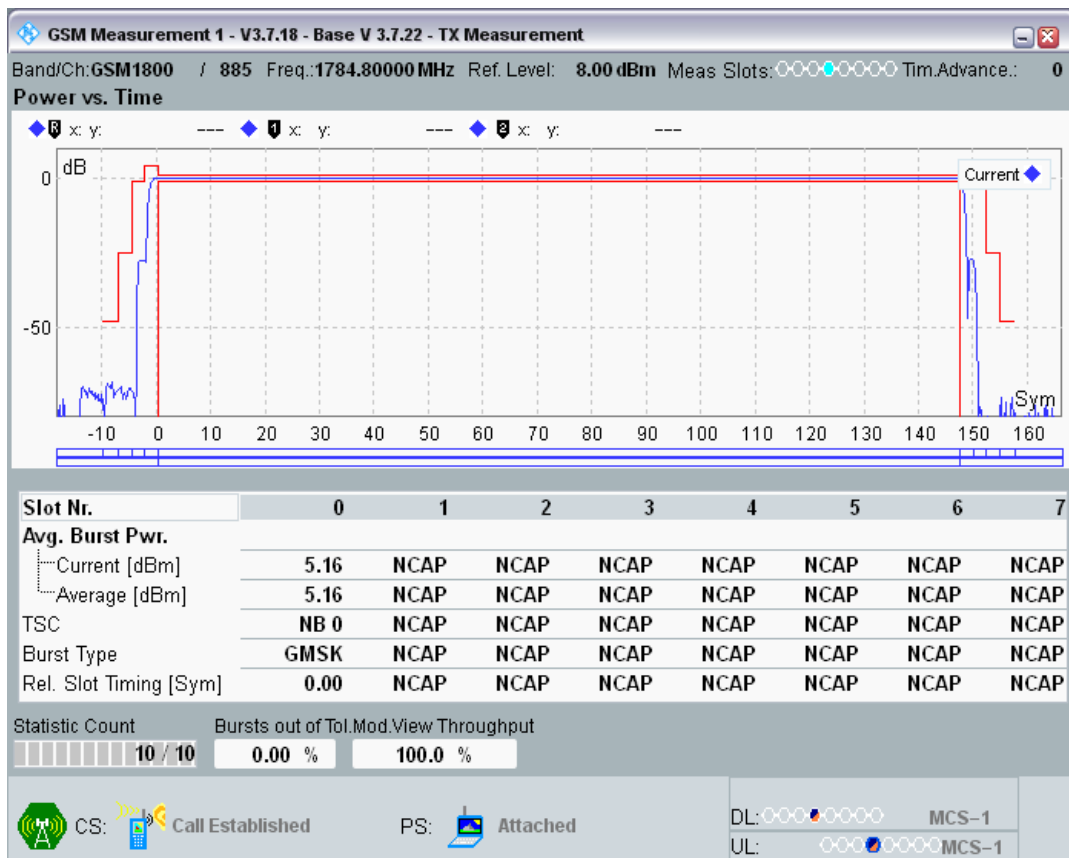 GSM Measurement 1 - V3.7.18 - Base V 3.7.22 - TX Measurement
Band/Ch:GSM1800 / 885 Freq.:1784.80000 MHz Ref. Level: 8.00 dBm Meas Slots: Tim.Advance.: 0
Power vs. Time
R x: y: --- 1 x: y: --- 2 x: y: ---
dB
Current
0
-50
Sym
-10 0 10 20 30 40 50 60 70 80 90 100 110 120 130 140 150 160
Slot Nr. 0 1 2 3 4 5 6 7
Avg. Burst Pwr.
Current [dBm] 5.16 NCAP NCAP NCAP NCAP NCAP NCAP NCAP
Average [dBm] 5.16 NCAP NCAP NCAP NCAP NCAP NCAP NCAP
TSC NB 0 NCAP NCAP NCAP NCAP NCAP NCAP NCAP
Burst Type GMSK NCAP NCAP NCAP NCAP NCAP NCAP NCAP
Rel. Slot Timing [Sym] 0.00 NCAP NCAP NCAP NCAP NCAP NCAP NCAP
Statistic Count Bursts out of Tol.Mod.View Throughput
10 / 10 0.00 % 100.0 %
CS: Call Established PS: Attached
DL: MCS-1
UL: MCS-1